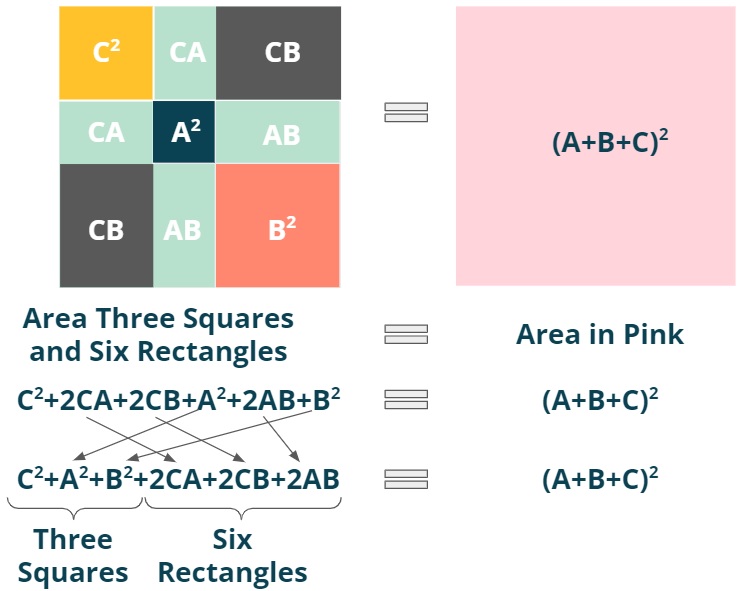 C² CA CB
CA A² AB
CB AB B²
=
(A+B+C)²
Area Three Squares
and Six Rectangles
=
Area in Pink
C²+2CA+2CB+A²+2AB+B² = (A+B+C)²
C²+A²+B²+2CA+2CB+2AB = (A+B+C)²
Three
Squares
Six
Rectangles